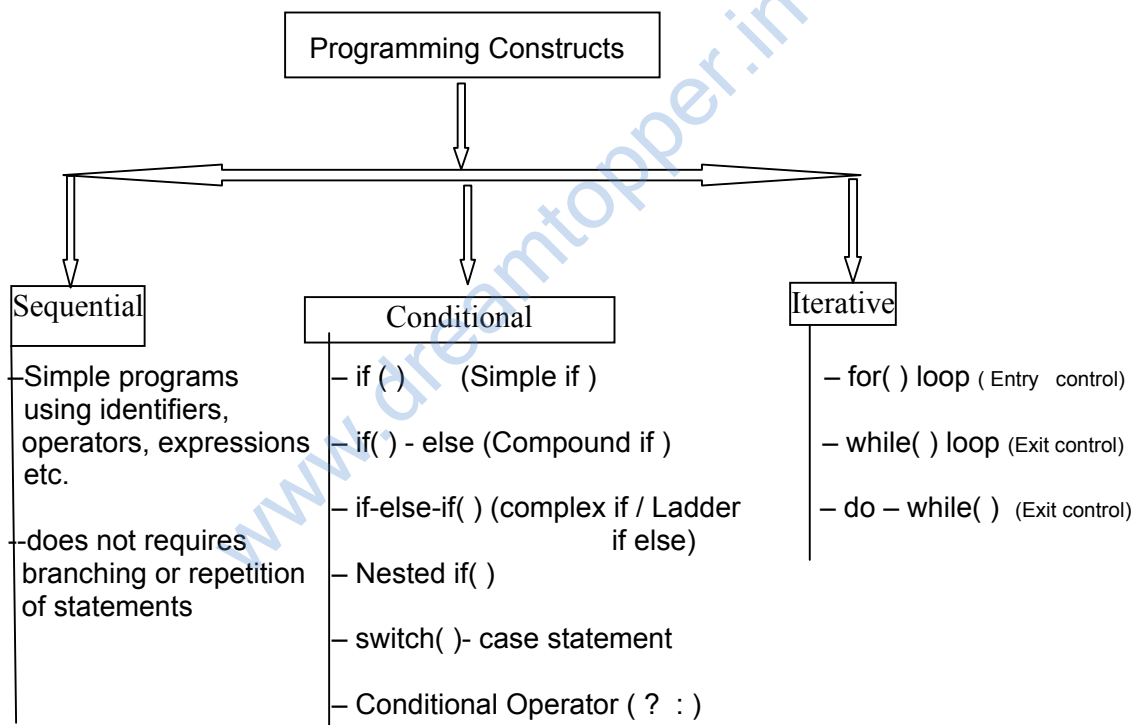 Programming Constructs
Sequential
–Simple programs
using identifiers,
operators, expressions
etc.
--does not requires
branching or repetition
of statements
Conditional
– if ( ) (Simple if )
– if( ) - else (Compound if )
– if-else-if( ) (complex if / Ladder
if else)
– Nested if( )
– switch( )- case statement
– Conditional Operator ( ? : )
Iterative
– for( ) loop ( Entry control)
– while( ) loop (Exit control)
– do – while( ) (Exit control)
www.dreamtopper.in